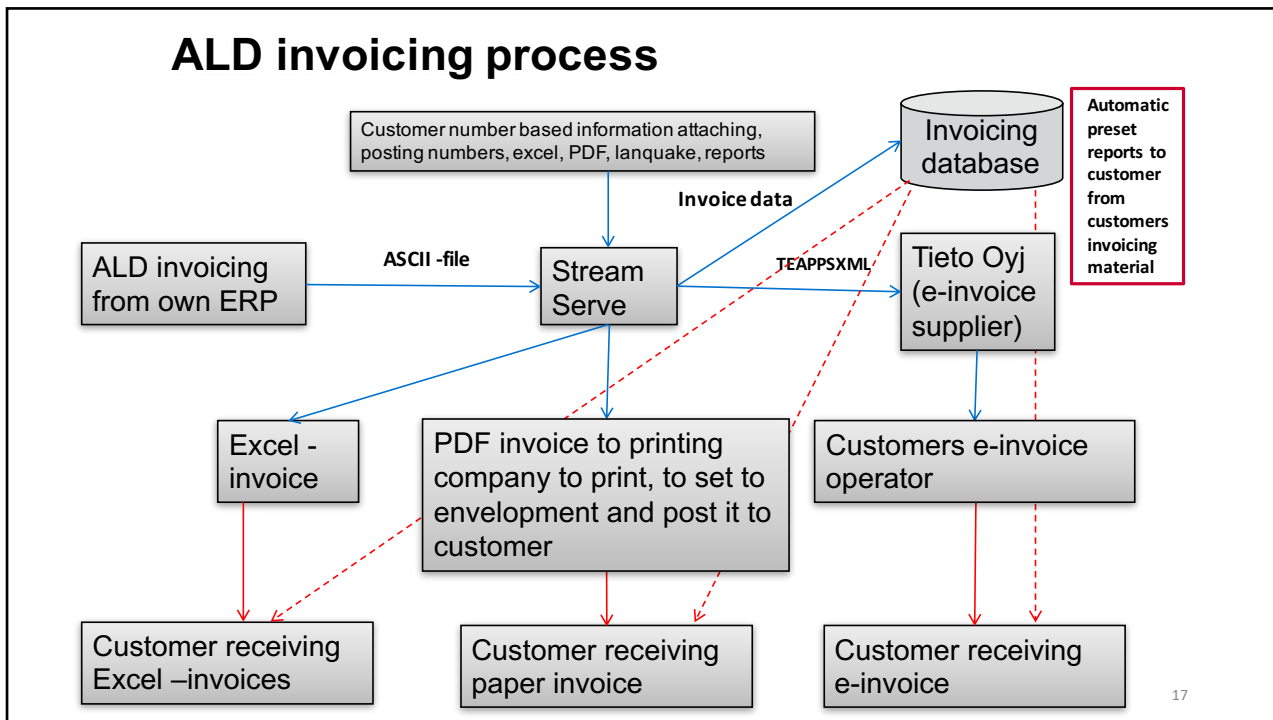 ALD invoicing process
Customer number based information attaching,
posting numbers, excel, PDF, lanquake, reports
Invoicing
database
Automatic
preset
reports to
customer
from
customers
invoicing
material
Invoice data
ALD invoicing
from own ERP
ASCII -file
Stream
Serve
TEAPPSXML
Tieto Oyj
(e-invoice
supplier)
Excel -
invoice
PDF invoice to printing
company to print, to set to
envelopment and post it to
customer
Customers e-invoice
operator
Customer receiving
Excel –invoices
Customer receiving
paper invoice
Customer receiving
e-invoice
17